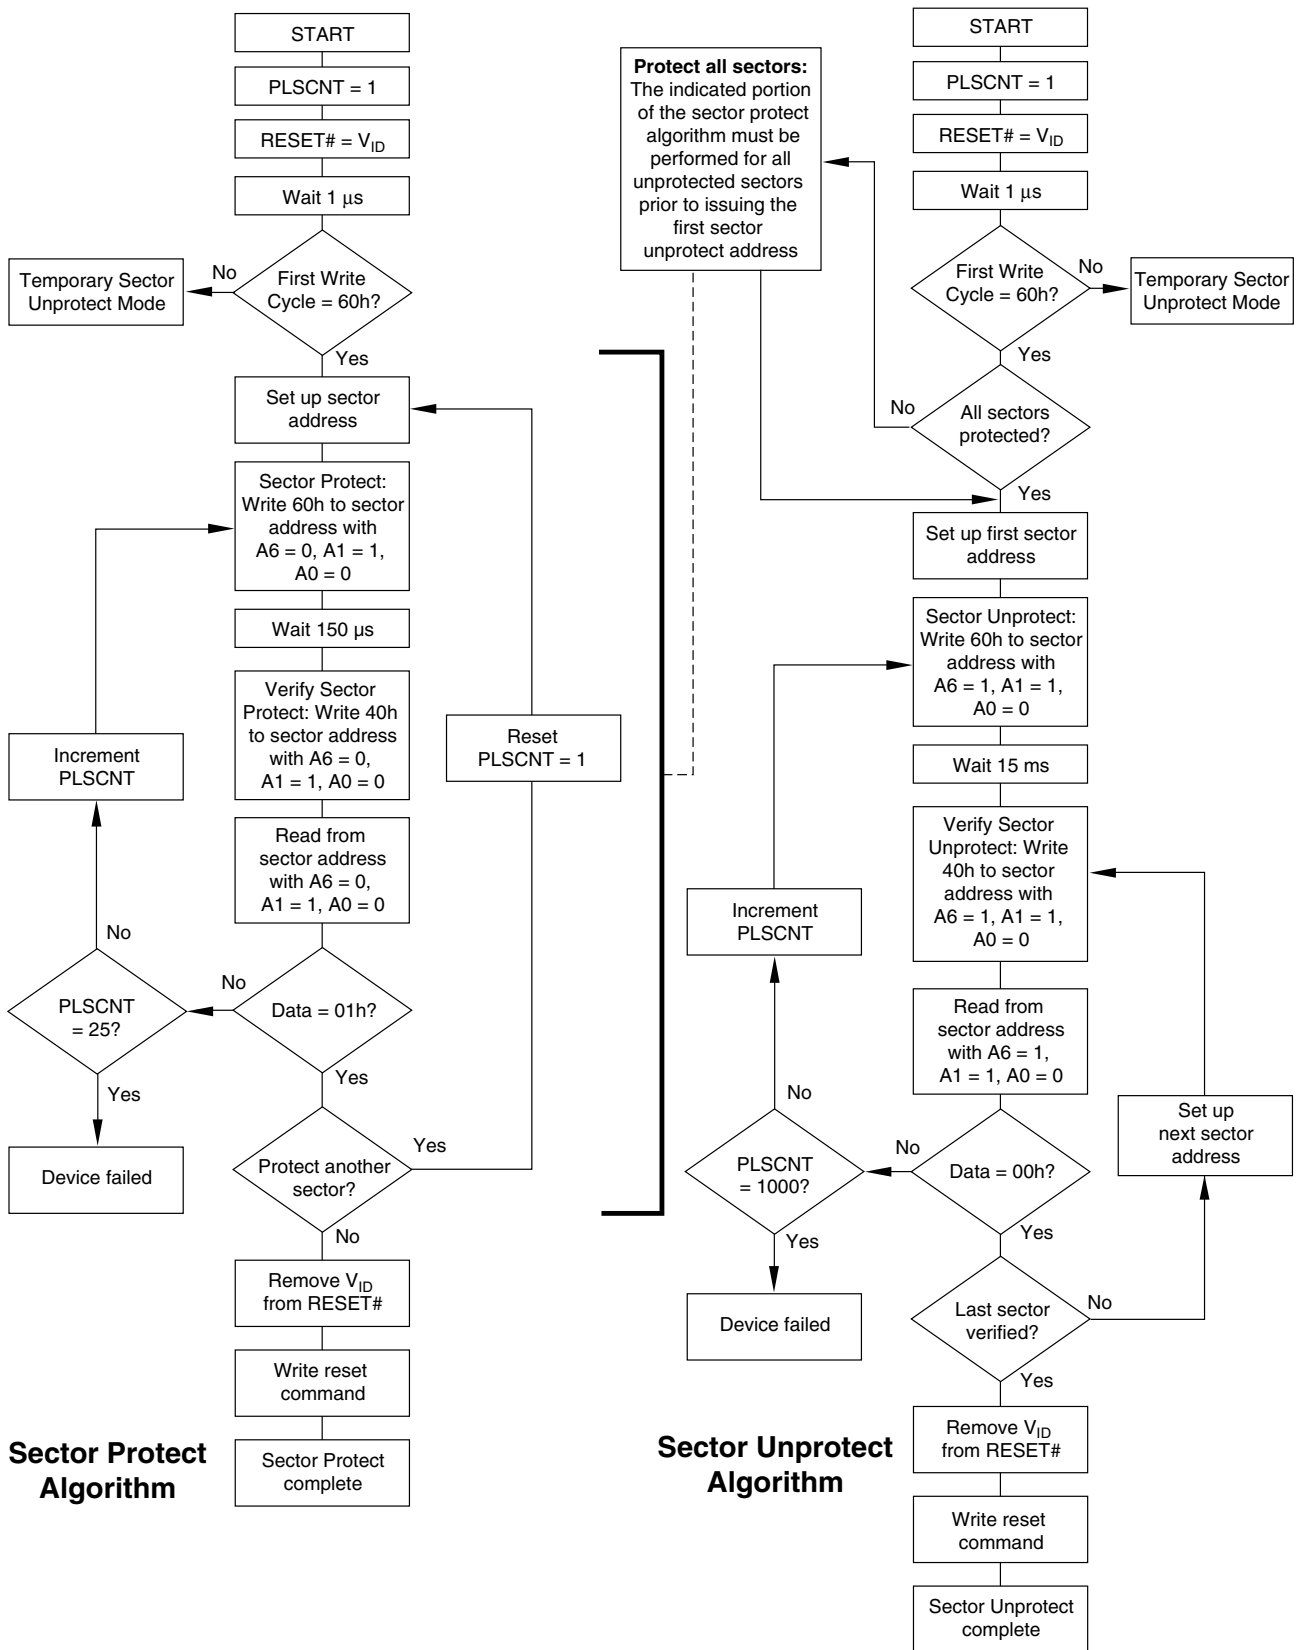 START
PLSCNT = 1
RESET# = VID
Wait 1 μs
First Write
Cycle = 60h?
No
Temporary Sector
Unprotect Mode
Yes
Set up sector
address
Sector Protect:
Write 60h to sector
address with
A6 = 0, A1 = 1,
A0 = 0
Wait 150 µs
Verify Sector
Protect: Write 40h
to sector address
with A6 = 0,
A1 = 1, A0 = 0
Reset
PLSCNT = 1
Increment
PLSCNT
Read from
sector address
with A6 = 0,
A1 = 1, A0 = 0
No
No
PLSCNT
= 25?
Data = 01h?
Yes
Yes
Device failed
Protect another
sector?
Yes
No
Remove VID
from RESET#
Write reset
command
Sector Protect
complete
Sector Protect
Algorithm
Protect all sectors:
The indicated portion
of the sector protect
algorithm must be
performed for all
unprotected sectors
prior to issuing the
first sector
unprotect address
START
PLSCNT = 1
RESET# = VID
Wait 1 μs
First Write
Cycle = 60h?
No
Temporary Sector
Unprotect Mode
Yes
No
All sectors
protected?
Yes
Set up first sector
address
Sector Unprotect:
Write 60h to sector
address with
A6 = 1, A1 = 1,
A0 = 0
Wait 15 ms
Verify Sector
Unprotect: Write
40h to sector
address with
A6 = 1, A1 = 1,
A0 = 0
Increment
PLSCNT
Read from
sector address
with A6 = 1,
A1 = 1, A0 = 0
No
No
PLSCNT
= 1000?
Data = 00h?
Set up
next sector
address
Yes
Yes
Device failed
Last sector
verified?
No
Yes
Remove VID
from RESET#
Write reset
command
Sector Unprotect
complete
Sector Unprotect
Algorithm